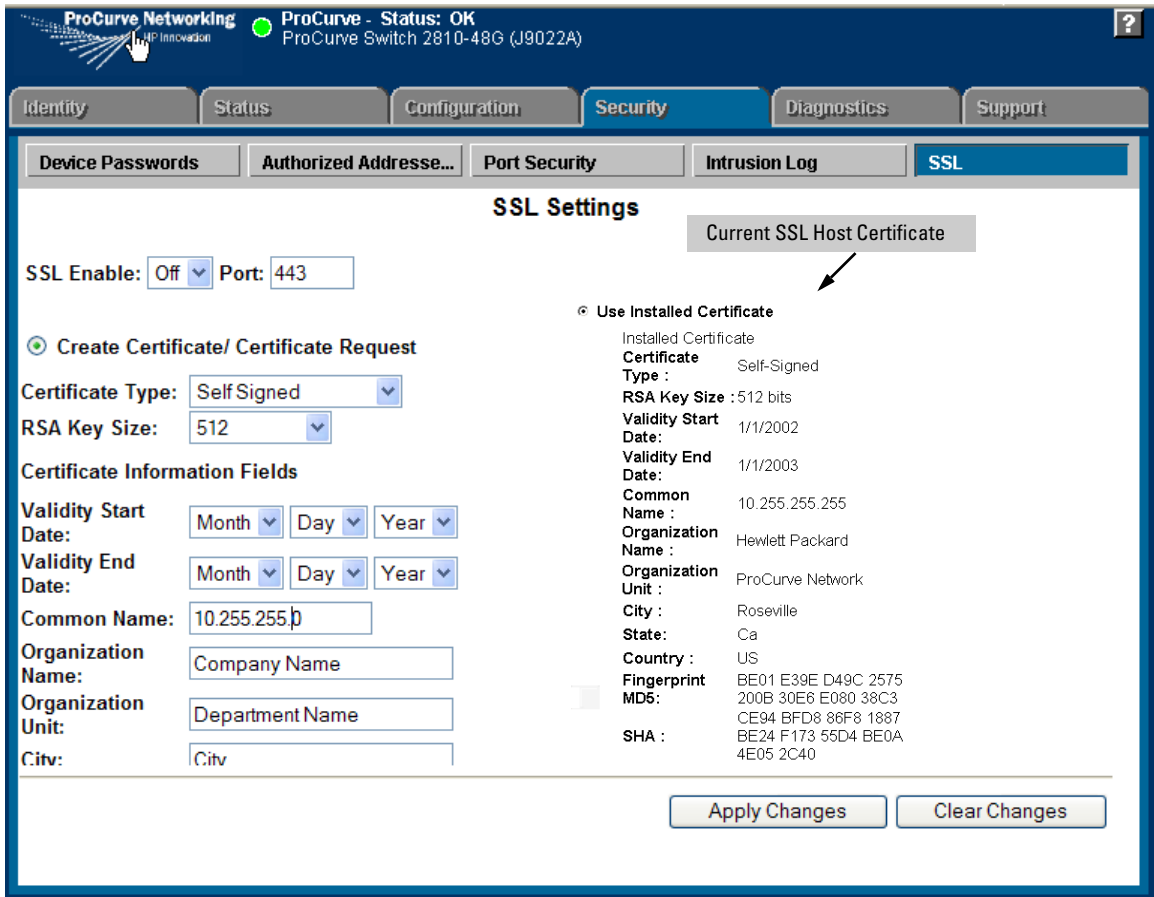 ProCurve Networking
HP Innovation
ProCurve - Status: OK
ProCurve Switch 2810-48G (J9022A)
?
Identity
Status
Configuration
Security
Diagnostics
Support
Device Passwords
Authorized Addresse...
Port Security
Intrusion Log
SSL
SSL Settings
Current SSL Host Certificate
SSL Enable: Off Port: 443
Create Certificate/ Certificate Request
Certificate Type: Self Signed
RSA Key Size: 512
Certificate Information Fields
Validity Start
Date:
Month Day Year
Validity End
Date:
Month Day Year
Common Name: 10.255.255.0
Organization
Name:
Company Name
Organization
Unit:
Department Name
City: City
Use Installed Certificate
Installed Certificate
Certificate
Type :
Self-Signed
RSA Key Size : 512 bits
Validity Start
Date:
1/1/2002
Validity End
Date:
1/1/2003
Common
Name :
10.255.255.255
Organization
Name :
Hewlett Packard
Organization
Unit :
ProCurve Network
City : Roseville
State: Ca
Country : US
Fingerprint
MD5:
BE01 E39E D49C 2575
200B 30E6 E080 38C3
SHA :
CE94 BFD8 86F8 1887
BE24 F173 55D4 BE0A
4E05 2C40
Apply Changes
Clear Changes